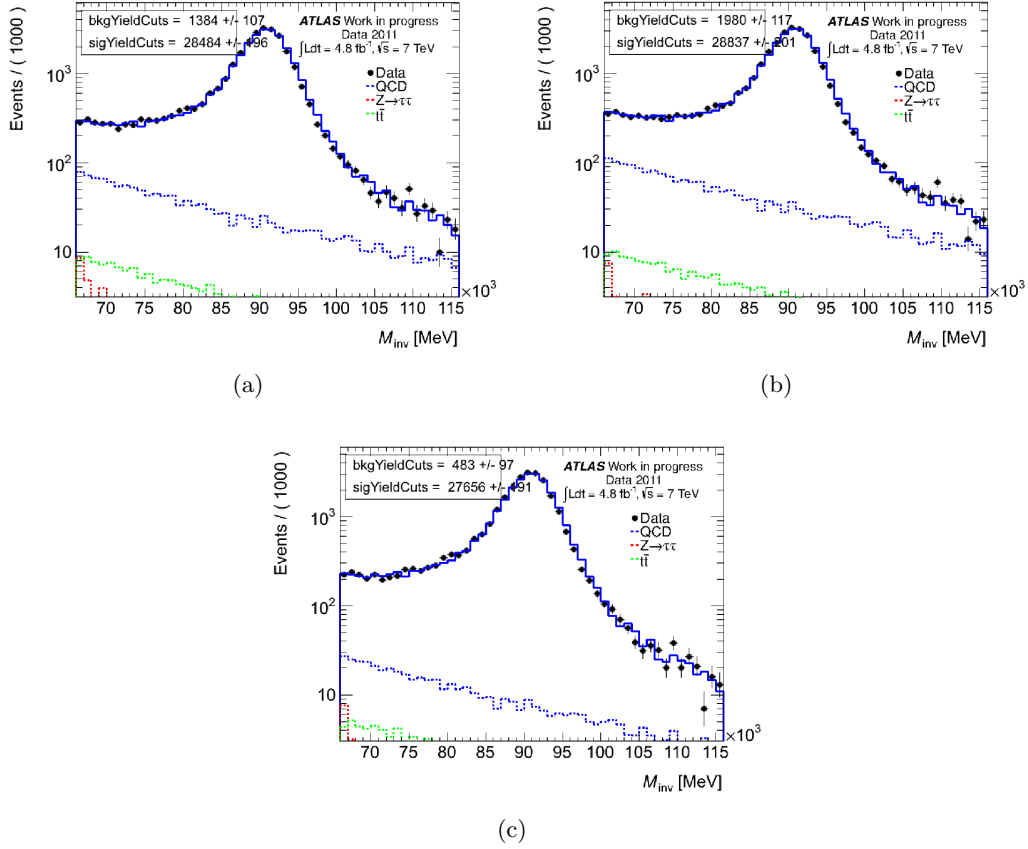 bkgYieldCuts = 1384 +/- 107
sigYieldCuts = 28484 +/- 196
ATLAS Work in progress
Data 2011
∫Ldt = 4.8 fb⁻¹, √s = 7 TeV
Data
QCD
Z→ττ
tt̄
Events / ( 1000 )
10³
10²
10
70 75 80 85 90 95 100 105 110 115
×10³
M_inv [MeV]
(a)
bkgYieldCuts = 1980 +/- 117
sigYieldCuts = 28837 +/- 201
ATLAS Work in progress
Data 2011
∫Ldt = 4.8 fb⁻¹, √s = 7 TeV
Data
QCD
Z→ττ
tt̄
Events / ( 1000 )
10³
10²
10
70 75 80 85 90 95 100 105 110 115
×10³
M_inv [MeV]
(b)
bkgYieldCuts = 483 +/- 97
sigYieldCuts = 27656 +/- 191
ATLAS Work in progress
Data 2011
∫Ldt = 4.8 fb⁻¹, √s = 7 TeV
Data
QCD
Z→ττ
tt̄
Events / ( 1000 )
10³
10²
10
70 75 80 85 90 95 100 105 110 115
×10³
M_inv [MeV]
(c)